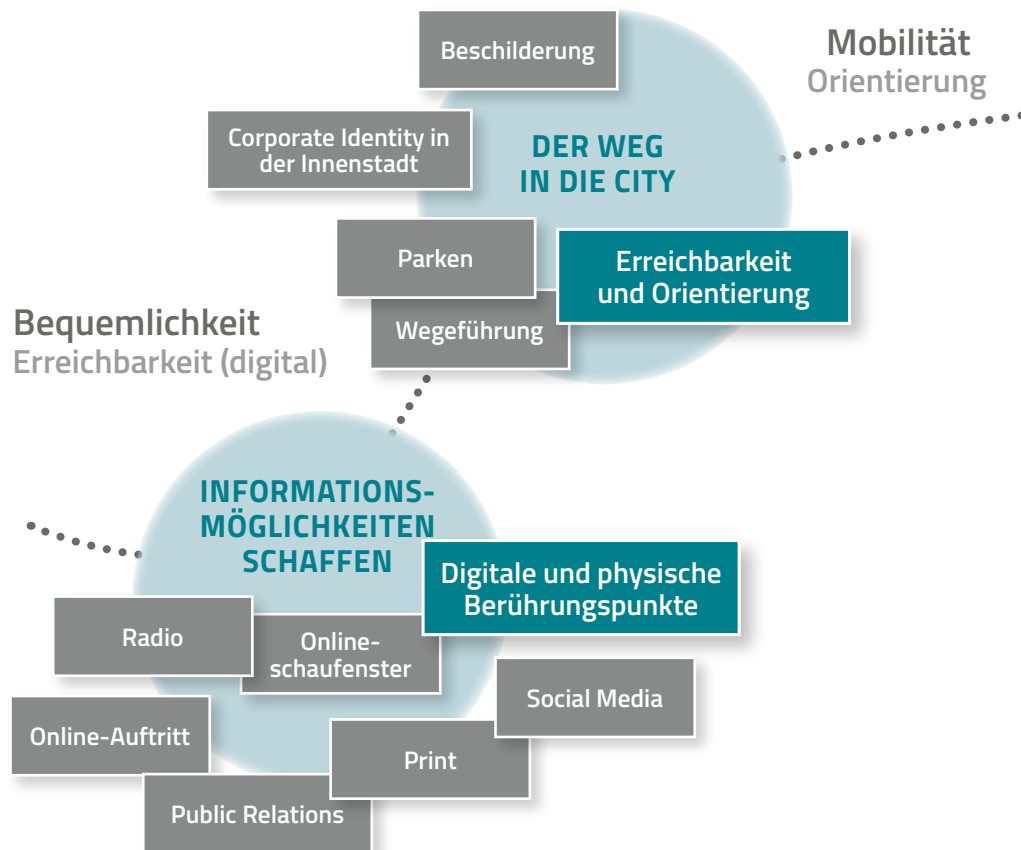 Beschilderung
Mobilität
Orientierung
Corporate Identity in
der Innenstadt
DER WEG
IN DIE CITY
Parken
Erreichbarkeit
und Orientierung
Wegeführung
Bequemlichkeit
Erreichbarkeit (digital)
INFORMATIONS-
MÖGLICHKEITEN
SCHAFFEN
Digitale und physische
Berührungspunkte
Radio
Online-
schaufenster
Social Media
Online-Auftritt
Print
Public Relations